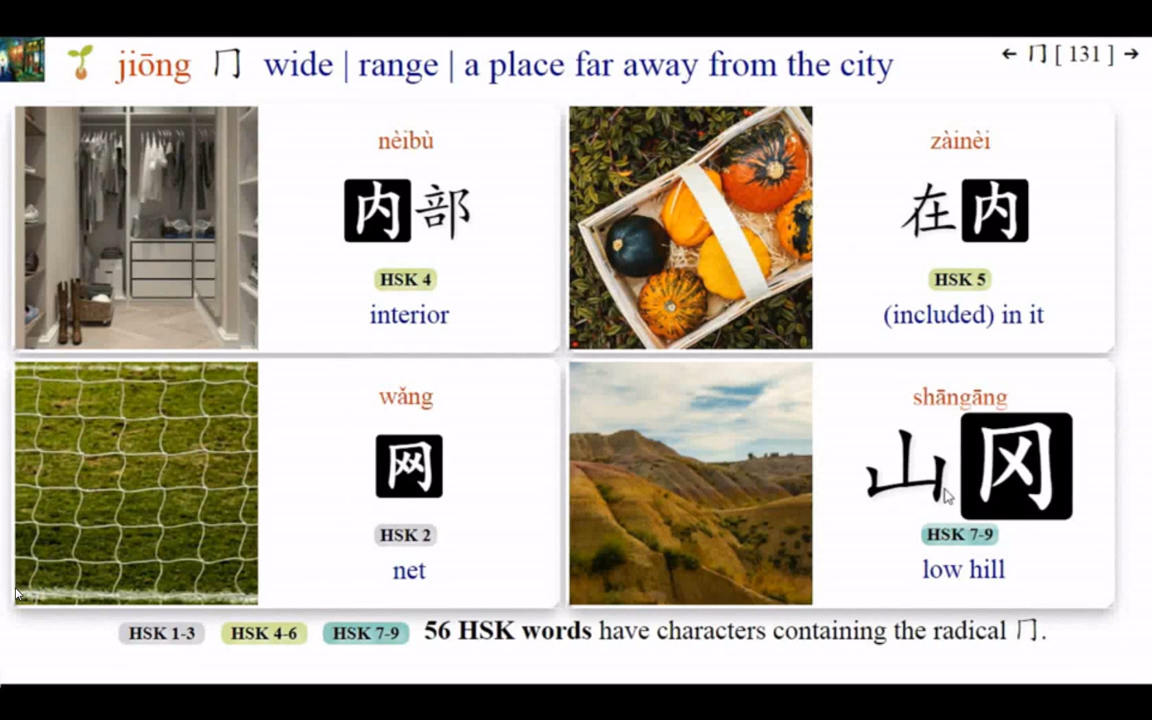 jiōng 冂 wide | range | a place far away from the city
← 冂 [ 131 ] →
nèibù
内部
HSK 4
interior
zàinèi
在内
HSK 5
(included) in it
wǎng
网
HSK 2
net
shāngāng
山冈
HSK 7-9
low hill
HSK 1-3 HSK 4-6 HSK 7-9 56 HSK words have characters containing the radical 冂.